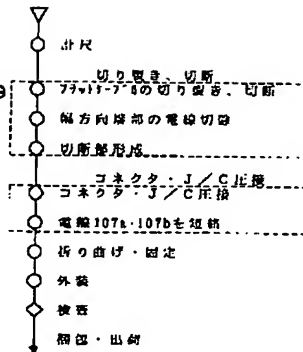 計尺
切り裂き、切断
フラットケーブルの切り裂き、切断
幅方向端部の電線切除
切断部形成
コネクタ・J/C圧接
コネクタ・J/C圧接
電線107a・107bを短絡
折り曲げ・固定
外装
検査
梱包・出荷